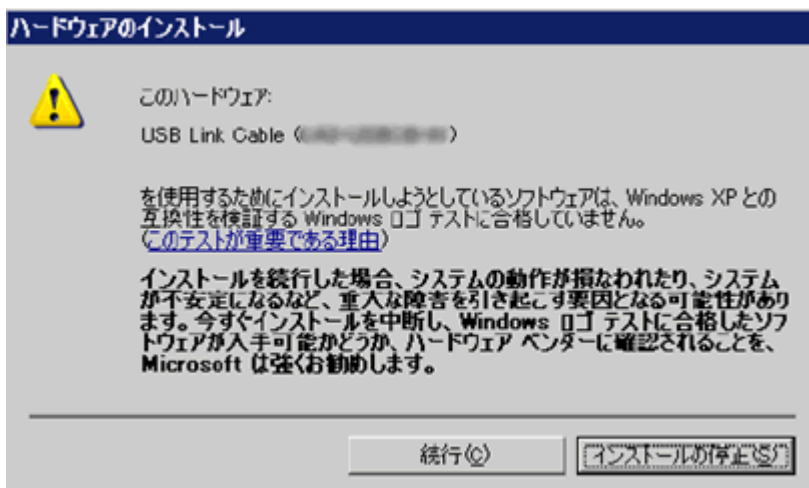 ハードウェアのインストール
このハードウェア:
USB Link Cable (
)
を使用するためにインストールしようとしているソフトウェアは、Windows XP との
互換性を検証する Windows ロゴ テストに合格していません。
(このテストが重要である理由)
インストールを続行した場合、システムの動作が損なわれたり、システム
が不安定になるなど、重大な障害を引き起こす要因となる可能性があり
ます。今すぐインストールを中断し、Windows ロゴ テストに合格したソフ
トウェアが入手可能かどうか、ハードウェア ベンダーに確認されることを、
Microsoft は強くお勧めします。
続行(C)
インストールの停止(S)